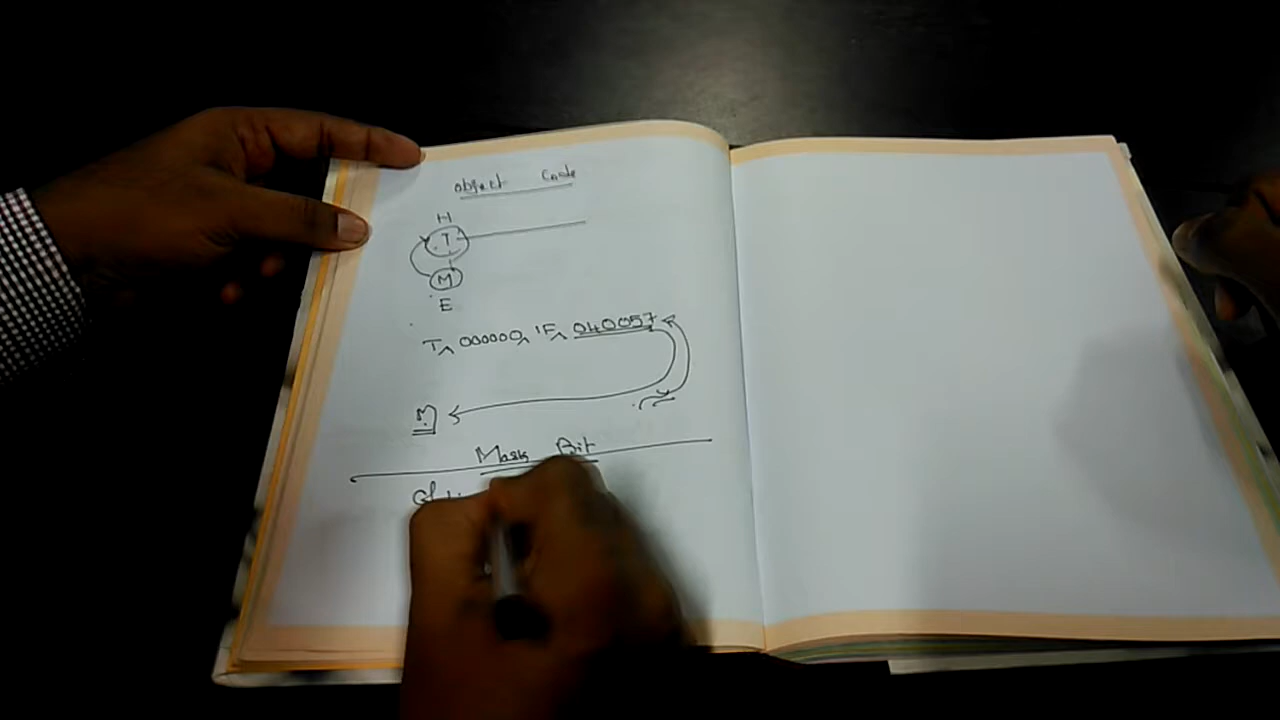 Object Code
H
T
M
E
T^ 000000^ 1F^ 040057
M
Mask Bit